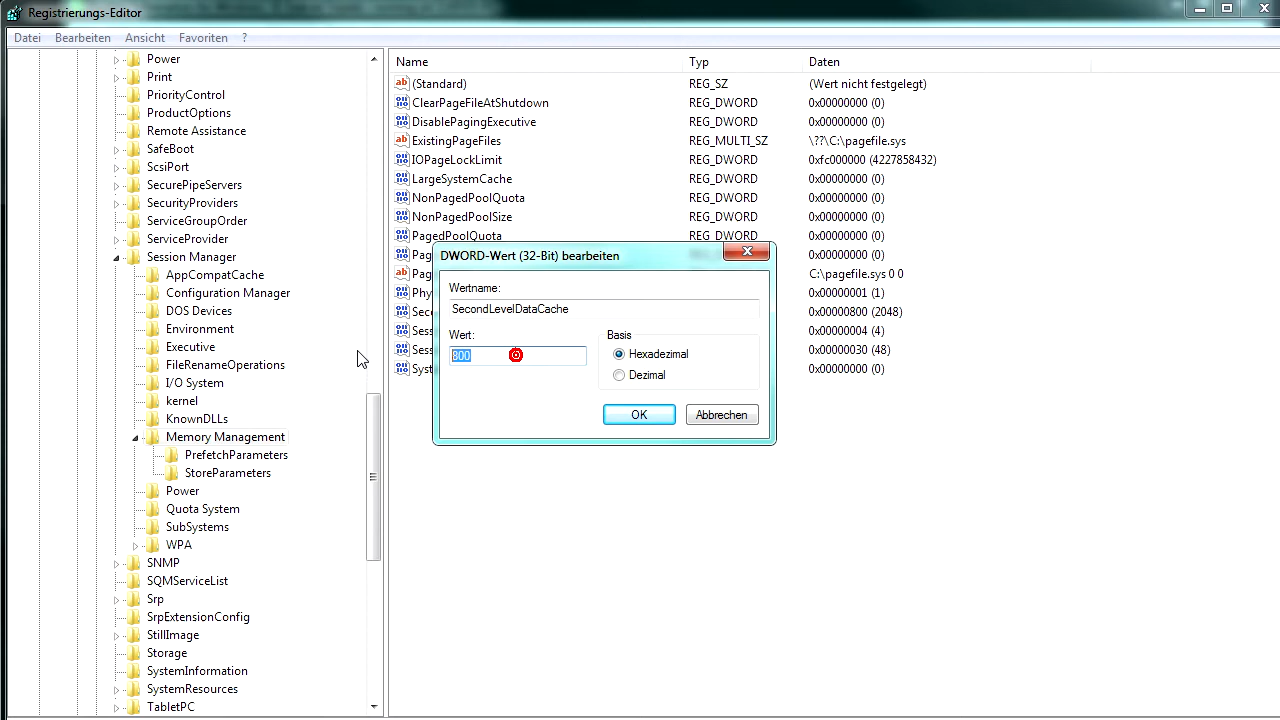 Registrierungs-Editor
Datei Bearbeiten Ansicht Favoriten ?
Power
Print
PriorityControl
ProductOptions
Remote Assistance
SafeBoot
ScsiPort
SecurePipeServers
SecurityProviders
ServiceGroupOrder
ServiceProvider
Session Manager
AppCompatCache
Configuration Manager
DOS Devices
Environment
Executive
FileRenameOperations
I/O System
kernel
KnownDLLs
Memory Management
PrefetchParameters
StoreParameters
Power
Quota System
SubSystems
WPA
SNMP
SQMServiceList
Srp
SrpExtensionConfig
StillImage
Storage
SystemInformation
SystemResources
TabletPC
Name Typ Daten
(Standard) REG_SZ (Wert nicht festgelegt)
ClearPageFileAtShutdown REG_DWORD 0x00000000 (0)
DisablePagingExecutive REG_DWORD 0x00000000 (0)
ExistingPageFiles REG_MULTI_SZ \??\C:\pagefile.sys
IOPageLockLimit REG_DWORD 0xfc000000 (4227858432)
LargeSystemCache REG_DWORD 0x00000000 (0)
NonPagedPoolQuota REG_DWORD 0x00000000 (0)
NonPagedPoolSize REG_DWORD 0x00000000 (0)
PagedPoolQuota REG_DWORD 0x00000000 (0)
0x00000000 (0)
C:\pagefile.sys 0 0
0x00000001 (1)
0x00000800 (2048)
0x00000004 (4)
0x00000030 (48)
0x00000000 (0)
DWORD-Wert (32-Bit) bearbeiten
Wertname:
SecondLevelDataCache
Wert:
800
Basis
Hexadezimal
Dezimal
OK Abbrechen